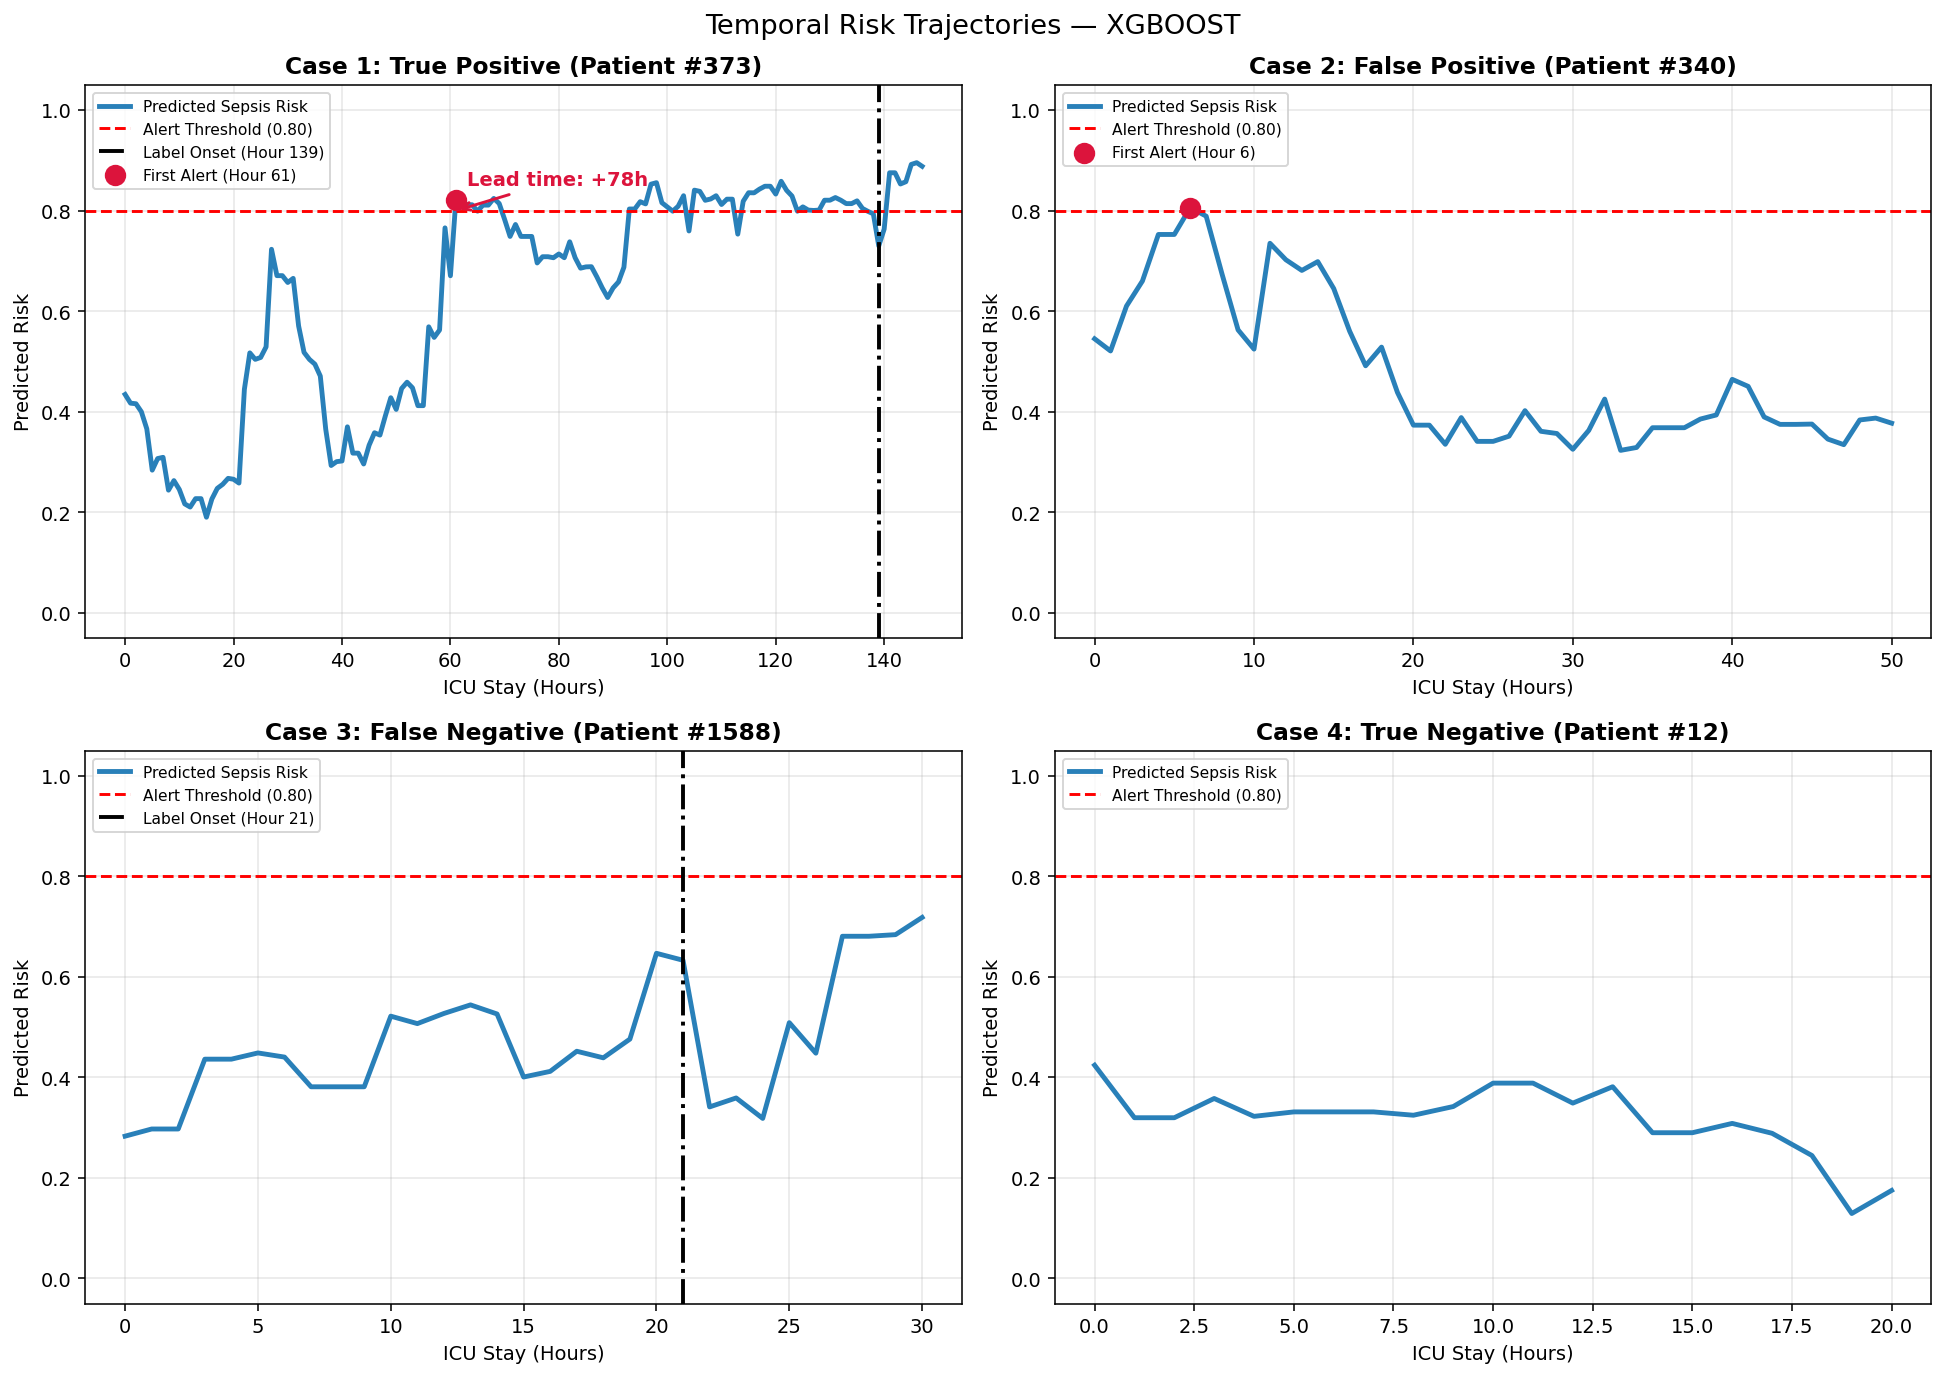 Temporal Risk Trajectories — XGBOOST
Case 1: True Positive (Patient #373)
Predicted Sepsis Risk
Alert Threshold (0.80)
Label Onset (Hour 139)
First Alert (Hour 61)
Lead time: +78h
1.0
0.8
0.6
0.4
0.2
0.0
Predicted Risk
0 20 40 60 80 100 120 140
ICU Stay (Hours)
Case 2: False Positive (Patient #340)
Predicted Sepsis Risk
Alert Threshold (0.80)
First Alert (Hour 6)
1.0
0.8
0.6
0.4
0.2
0.0
Predicted Risk
0 10 20 30 40 50
ICU Stay (Hours)
Case 3: False Negative (Patient #1588)
Predicted Sepsis Risk
Alert Threshold (0.80)
Label Onset (Hour 21)
1.0
0.8
0.6
0.4
0.2
0.0
Predicted Risk
0 5 10 15 20 25 30
ICU Stay (Hours)
Case 4: True Negative (Patient #12)
Predicted Sepsis Risk
Alert Threshold (0.80)
1.0
0.8
0.6
0.4
0.2
0.0
Predicted Risk
0.0 2.5 5.0 7.5 10.0 12.5 15.0 17.5 20.0
ICU Stay (Hours)